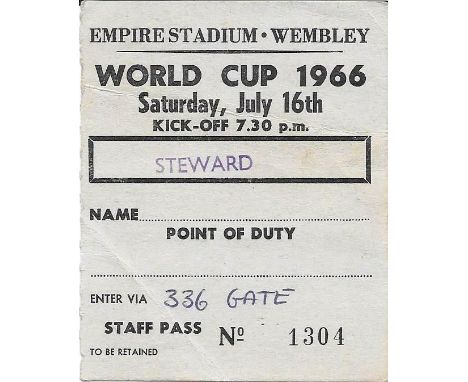 EMPIRE STADIUM • WEMBLEY
WORLD CUP 1966
Saturday, July 16th
KICK-OFF 7.30 p.m.
STEWARD
NAME
POINT OF DUTY
ENTER VIA 336 GATE
STAFF PASS Nº 1304
TO BE RETAINED